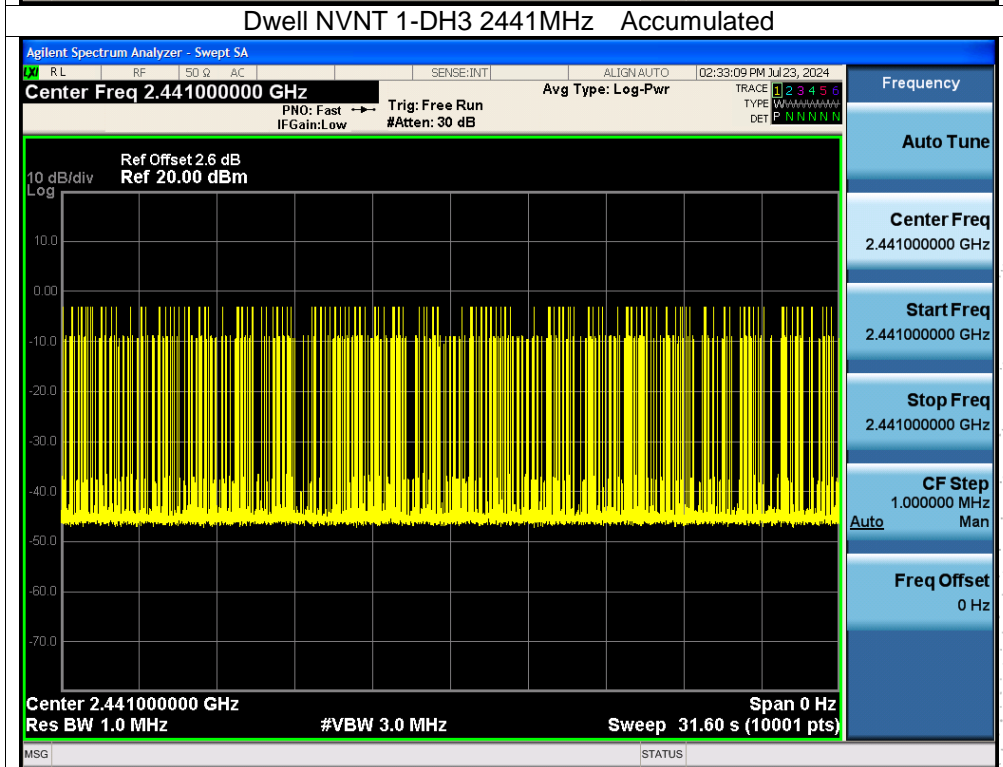 Dwell NVNT 1-DH3 2441MHz Accumulated
Agilent Spectrum Analyzer - Swept SA
LXI RL RF 50 Ω AC SENSE:INT ALIGN AUTO 02:33:09 PM Jul 23, 2024
Center Freq 2.441000000 GHz
PNO: Fast
IFGain:Low
Trig: Free Run
#Atten: 30 dB
Avg Type: Log-Pwr
TRACE 1 2 3 4 5 6
TYPE WWWWWW
DET P N N N N N
Frequency
Auto Tune
Center Freq
2.441000000 GHz
Start Freq
2.441000000 GHz
Stop Freq
2.441000000 GHz
CF Step
1.000000 MHz
Auto Man
Freq Offset
0 Hz
Ref Offset 2.6 dB
10 dB/div Ref 20.00 dBm
Log
10.0
0.00
-10.0
-20.0
-30.0
-40.0
-50.0
-60.0
-70.0
Center 2.441000000 GHz Span 0 Hz
Res BW 1.0 MHz #VBW 3.0 MHz Sweep 31.60 s (10001 pts)
MSG STATUS